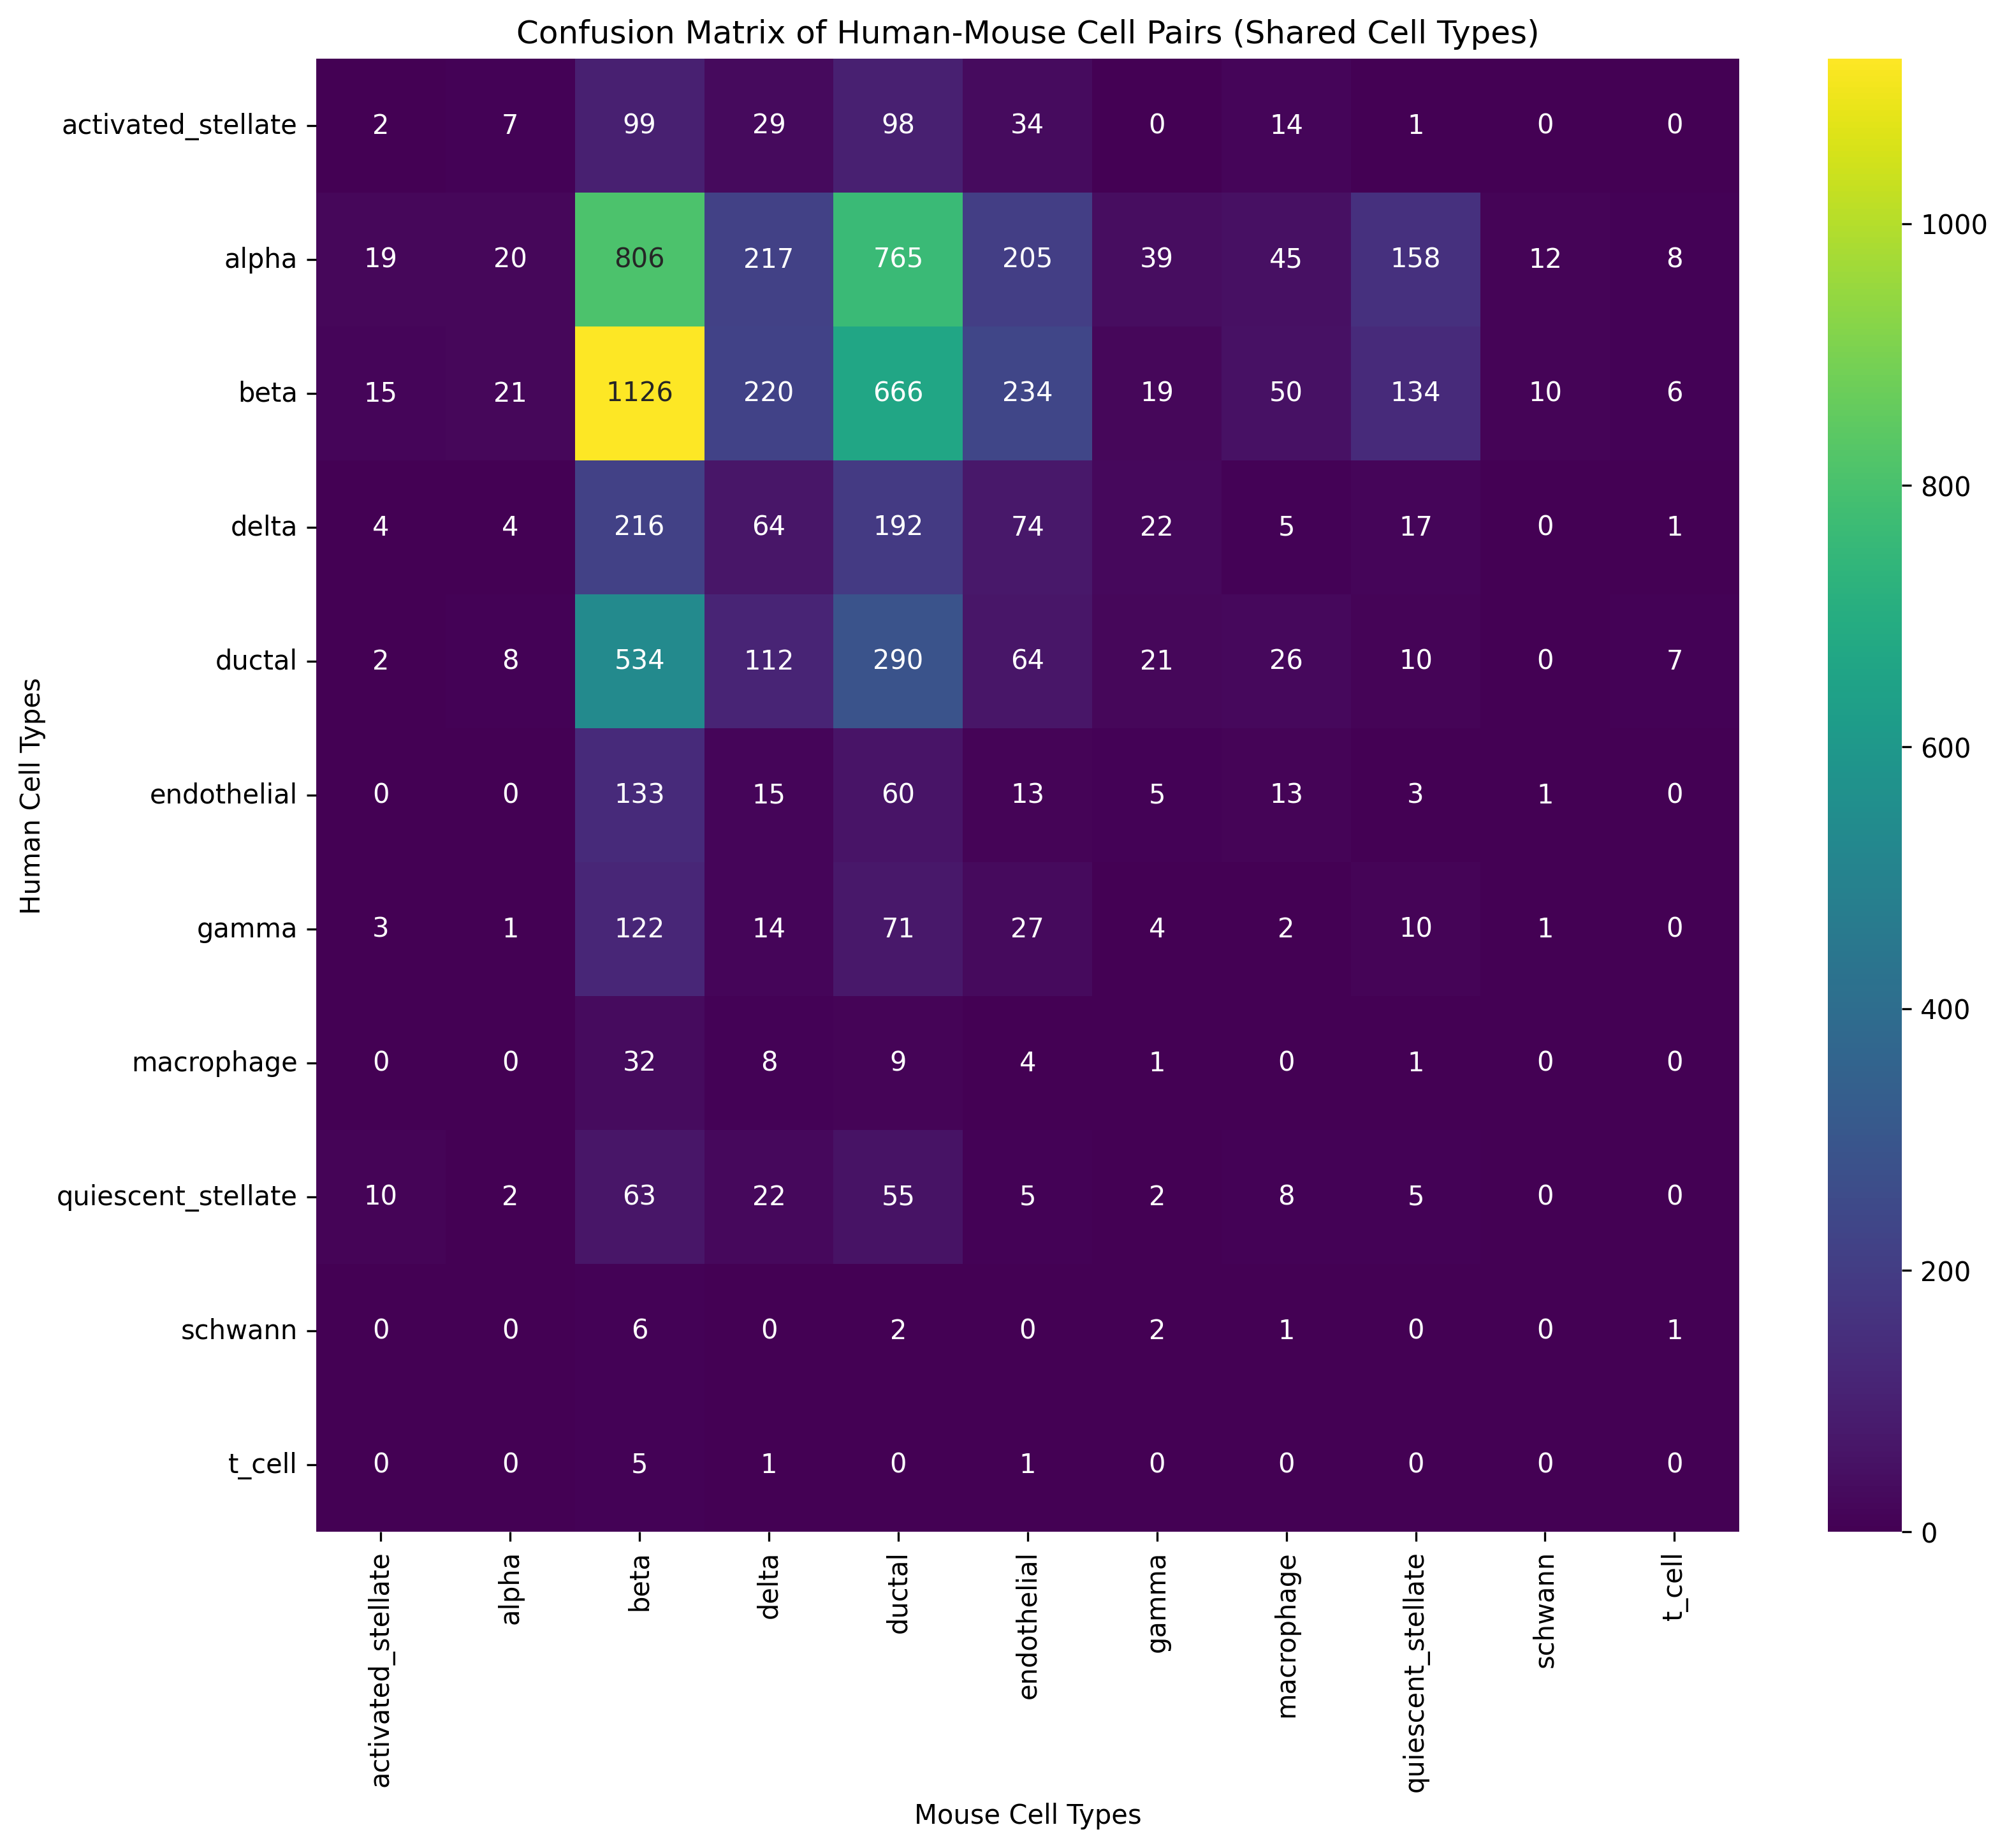 Confusion Matrix of Human-Mouse Cell Pairs (Shared Cell Types)
Human Cell Types
activated_stellate 2 7 99 29 98 34 0 14 1 0 0
alpha 19 20 806 217 765 205 39 45 158 12 8
beta 15 21 1126 220 666 234 19 50 134 10 6
delta 4 4 216 64 192 74 22 5 17 0 1
ductal 2 8 534 112 290 64 21 26 10 0 7
endothelial 0 0 133 15 60 13 5 13 3 1 0
gamma 3 1 122 14 71 27 4 2 10 1 0
macrophage 0 0 32 8 9 4 1 0 1 0 0
quiescent_stellate 10 2 63 22 55 5 2 8 5 0 0
schwann 0 0 6 0 2 0 2 1 0 0 1
t_cell 0 0 5 1 0 1 0 0 0 0 0
activated_stellate
alpha
beta
delta
ductal
endothelial
gamma
macrophage
quiescent_stellate
schwann
t_cell
Mouse Cell Types
1000
800
600
400
200
0